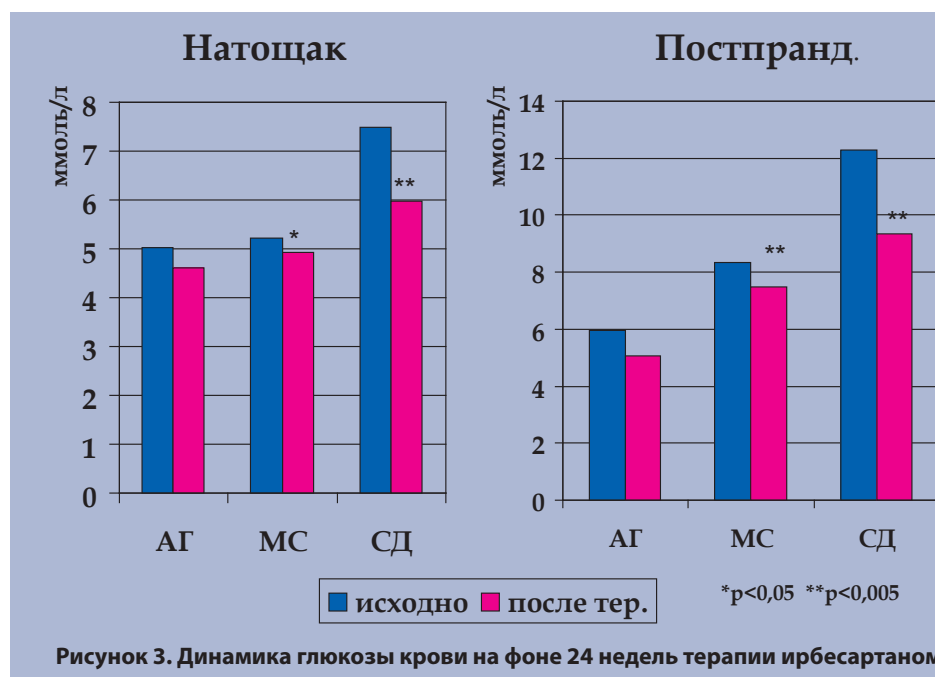 Натощак
ммоль/л
8
7
6
5
4
3
2
1
0
*
**
АГ
МС
СД
Постпранд.
ммоль/л
14
12
10
8
6
4
2
0
**
**
АГ
МС
СД
исходно
после тер.
*p<0,05 **p<0,005
Рисунок 3. Динамика глюкозы крови на фоне 24 недель терапии ирбесартаном